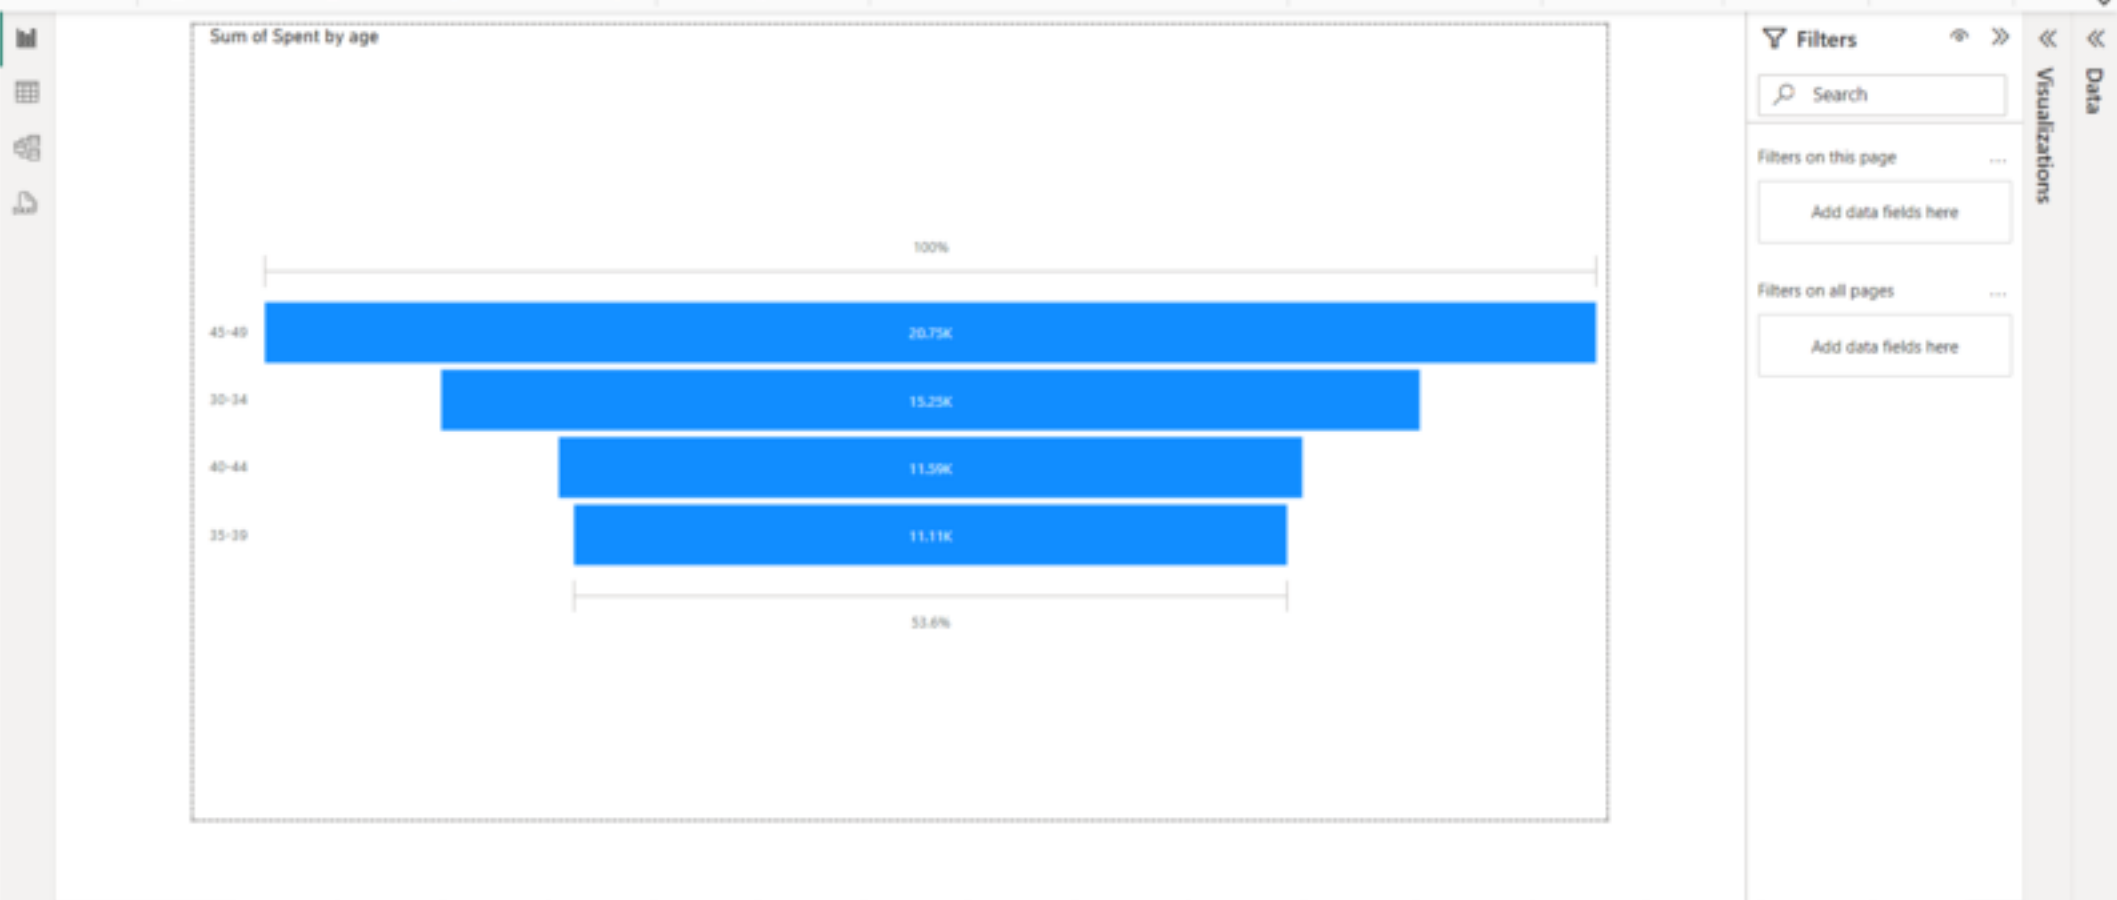 Sum of Spent by age
100%
45-49
20.75K
30-34
15.25K
40-44
11.59K
35-39
11.11K
53.6%
Filters
Search
Filters on this page
...
Add data fields here
Filters on all pages
...
Add data fields here
Visualizations
Data